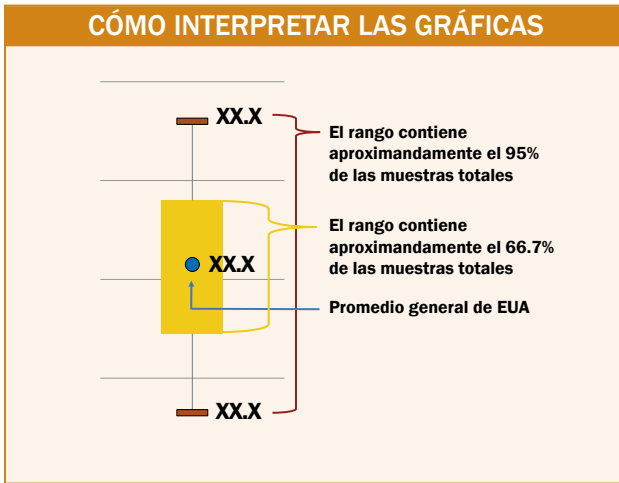 CÓMO INTERPRETAR LAS GRÁFICAS
XX.X
El rango contiene
aproximandamente el 95%
de las muestras totales
El rango contiene
aproximandamente el 66.7%
de las muestras totales
XX.X
Promedio general de EUA
XX.X